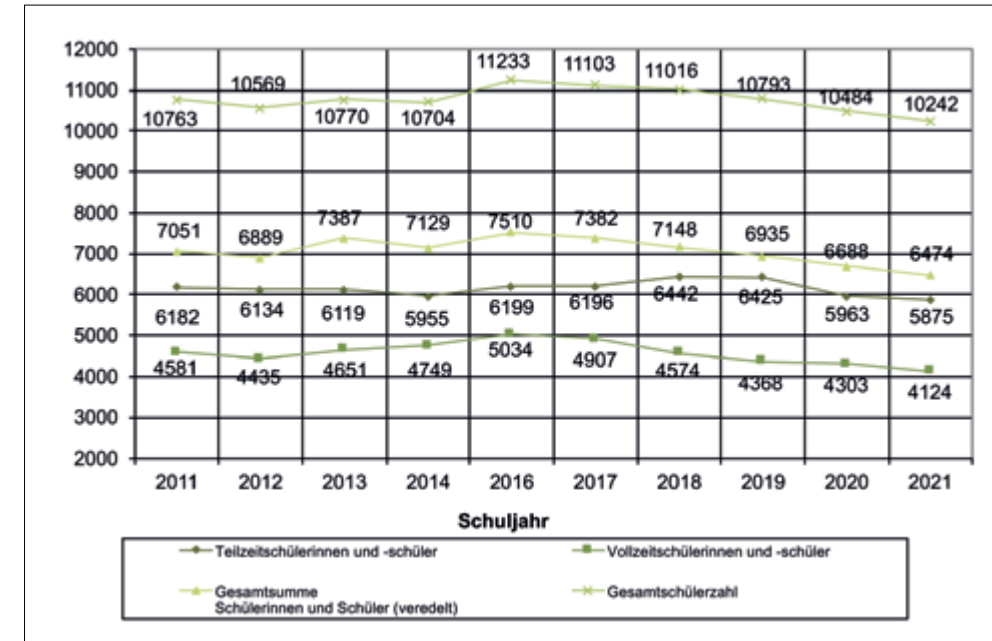 12000
11000
10000
9000
8000
7000
6000
5000
4000
3000
2000
10763 10569 10770 10704 11233 11103 11016 10793 10484 10242
7051 6889 7387 7129 7510 7382 7148 6935 6688 6474
6182 6134 6119 5955 6199 6196 6442 6425 5963 5875
4581 4435 4651 4749 5034 4907 4574 4368 4303 4124
2011 2012 2013 2014 2016 2017 2018 2019 2020 2021
Schuljahr
Teilzeitschülerinnen und -schüler
Vollzeitschülerinnen und -schüler
Gesamtsumme
Schülerinnen und Schüler (veredelt)
Gesamtschülerzahl